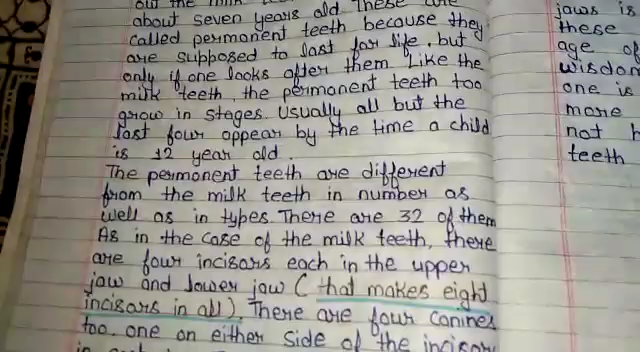 out the milk
about seven years old These are
called permanent teeth because they
are supposed to last for life, but
only if one looks after them. Like the
milk teeth, the permanent teeth too
grow in stages. Usually all but the
last four appear by the time a child
is 12 year old.
The permanent teeth are different
from the milk teeth in number as
well as in types. There are 32 of them
As in the case of the milk teeth, there
are four incisors each in the upper
jaw and lower jaw ( that makes eight
incisors in all). There are four canines
too. one on either side of the incisors
in
jaws is
these
age of
wisdom
one is
more
not
teeth